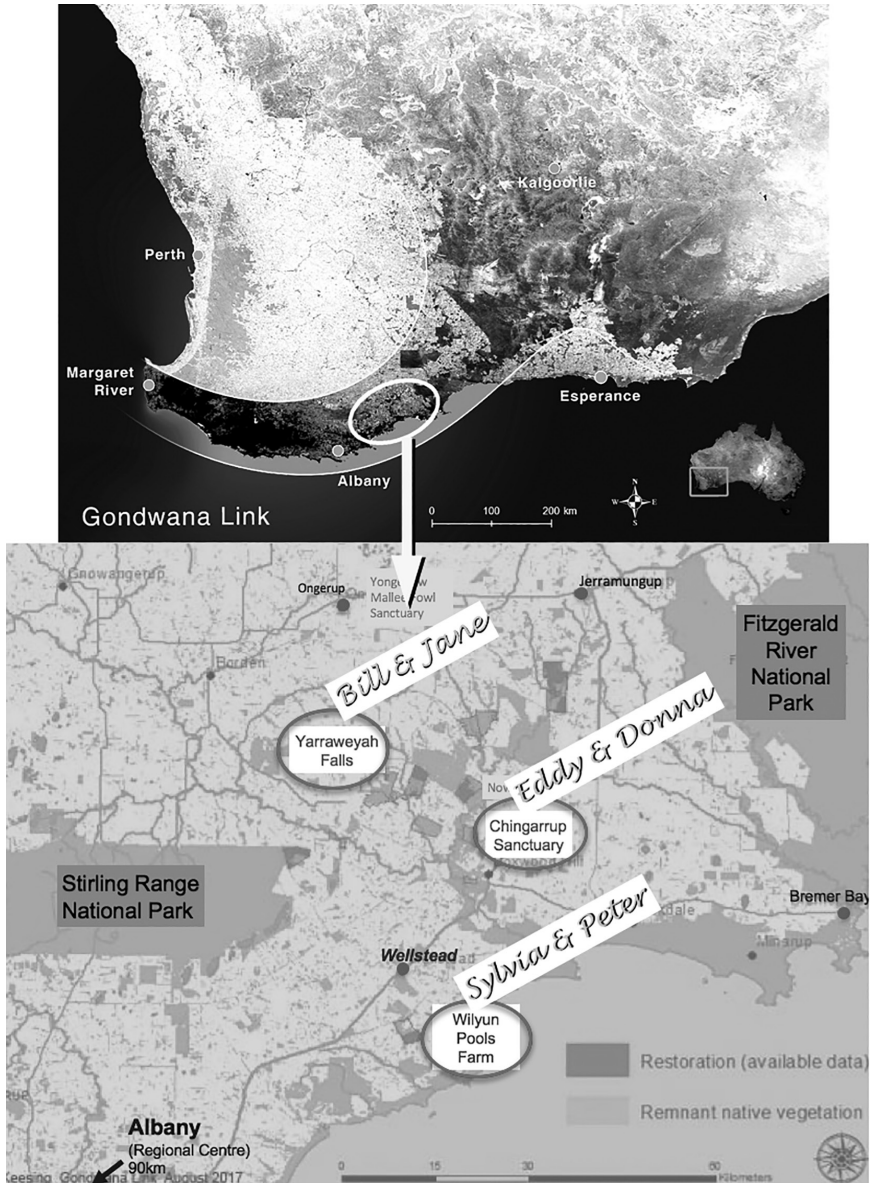 Kalgoorlie
Perth
Margaret
River
Esperance
Albany
Gondwana Link
N
W
E
S
0 100 200 km
Gnowangerup
Ongerup
Mallee Fowl
Sanctuary
Jerramungup
Borden
Bill & Jane
Fitzgerald
River
National
Park
Yarraweyah
Falls
Eddy & Donna
Chingarrup
Sanctuary
Stirling Range
National Park
Bremer Bay
Sylvia & Peter
Wellstead
Wilyun
Pools
Farm
Restoration (available data)
Remnant native vegetation
Albany
(Regional Centre)
90km
Keesing Gondwana Link August 2017
0 15 30 60
Kilometers